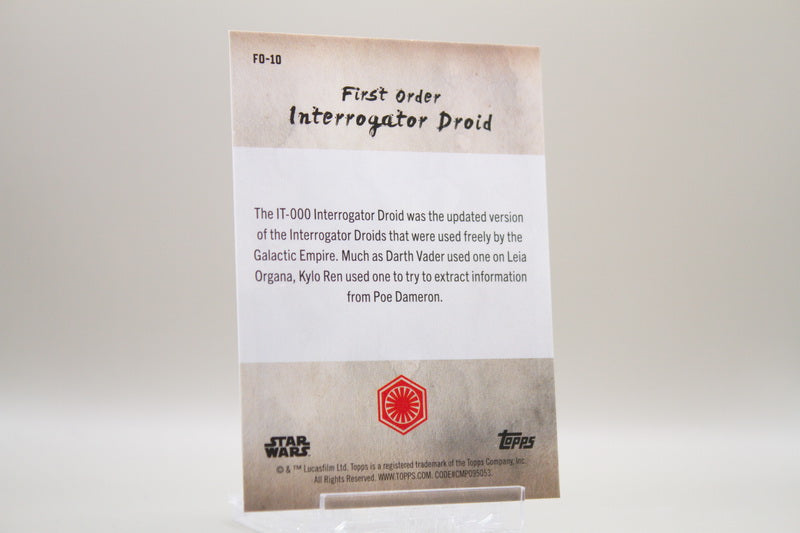 FO-10
First Order
Interrogator Droid
The IT-000 Interrogator Droid was the updated version
of the Interrogator Droids that were used freely by the
Galactic Empire. Much as Darth Vader used one on Leia
Organa, Kylo Ren used one to try to extract information
from Poe Dameron.
STAR
WARS
Topps
© & ™ Lucasfilm Ltd. Topps is a registered trademark of the Topps Company, Inc.
All Rights Reserved. WWW.TOPPS.COM. CODE#CMP095053.